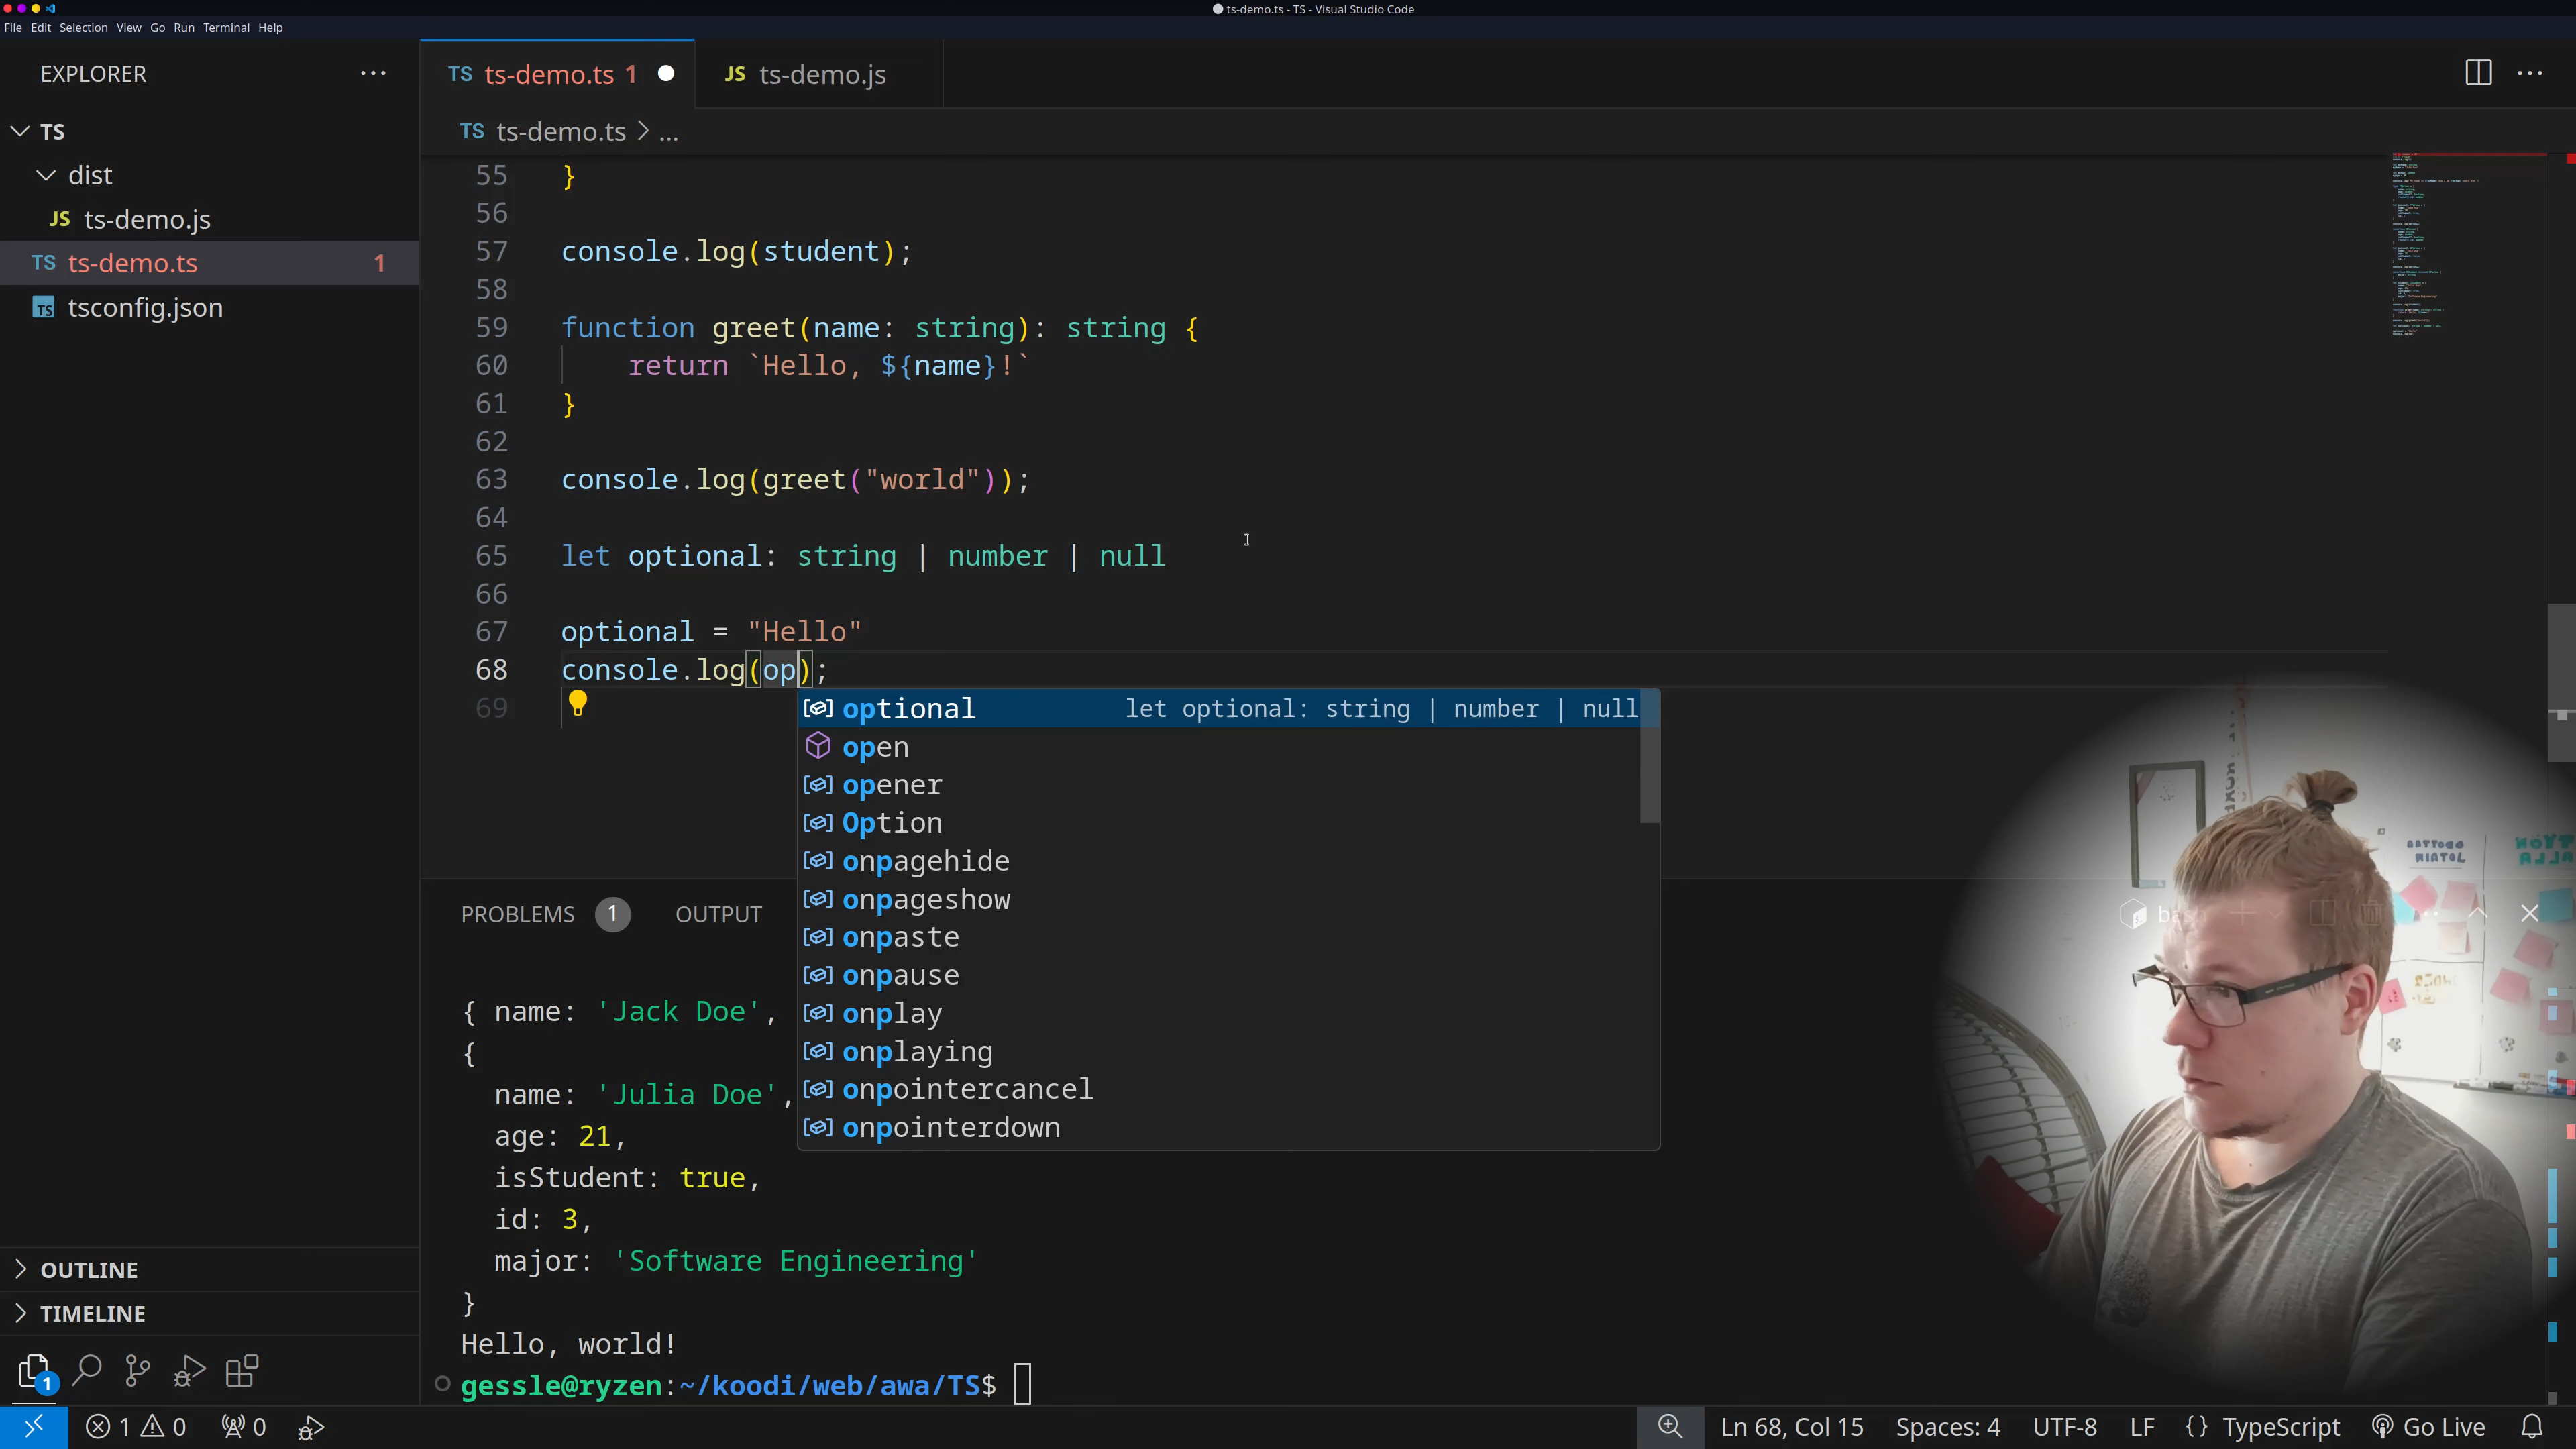 ts-demo.ts - TS - Visual Studio Code
File Edit Selection View Go Run Terminal Help
EXPLORER
TS
dist
JS ts-demo.js
TS ts-demo.ts 1
TS tsconfig.json
OUTLINE
TIMELINE
1
TS ts-demo.ts 1
JS ts-demo.js
TS ts-demo.ts > ...
55 }
56
57 console.log(student);
58
59 function greet(name: string): string {
60 return `Hello, ${name}!`
61 }
62
63 console.log(greet("world"));
64
65 let optional: string | number | null
66
67 optional = "Hello"
68 console.log(op);
69
optional let optional: string | number | null
open
opener
Option
onpagehide
onpageshow
onpaste
onpause
onplay
onplaying
onpointercancel
onpointerdown
PROBLEMS 1 OUTPUT
{ name: 'Jack Doe',
{
name: 'Julia Doe',
age: 21,
isStudent: true,
id: 3,
major: 'Software Engineering'
}
Hello, world!
gessle@ryzen:~/koodi/web/awa/TS$
1 0 0
Ln 68, Col 15 Spaces: 4 UTF-8 LF {} TypeScript Go Live